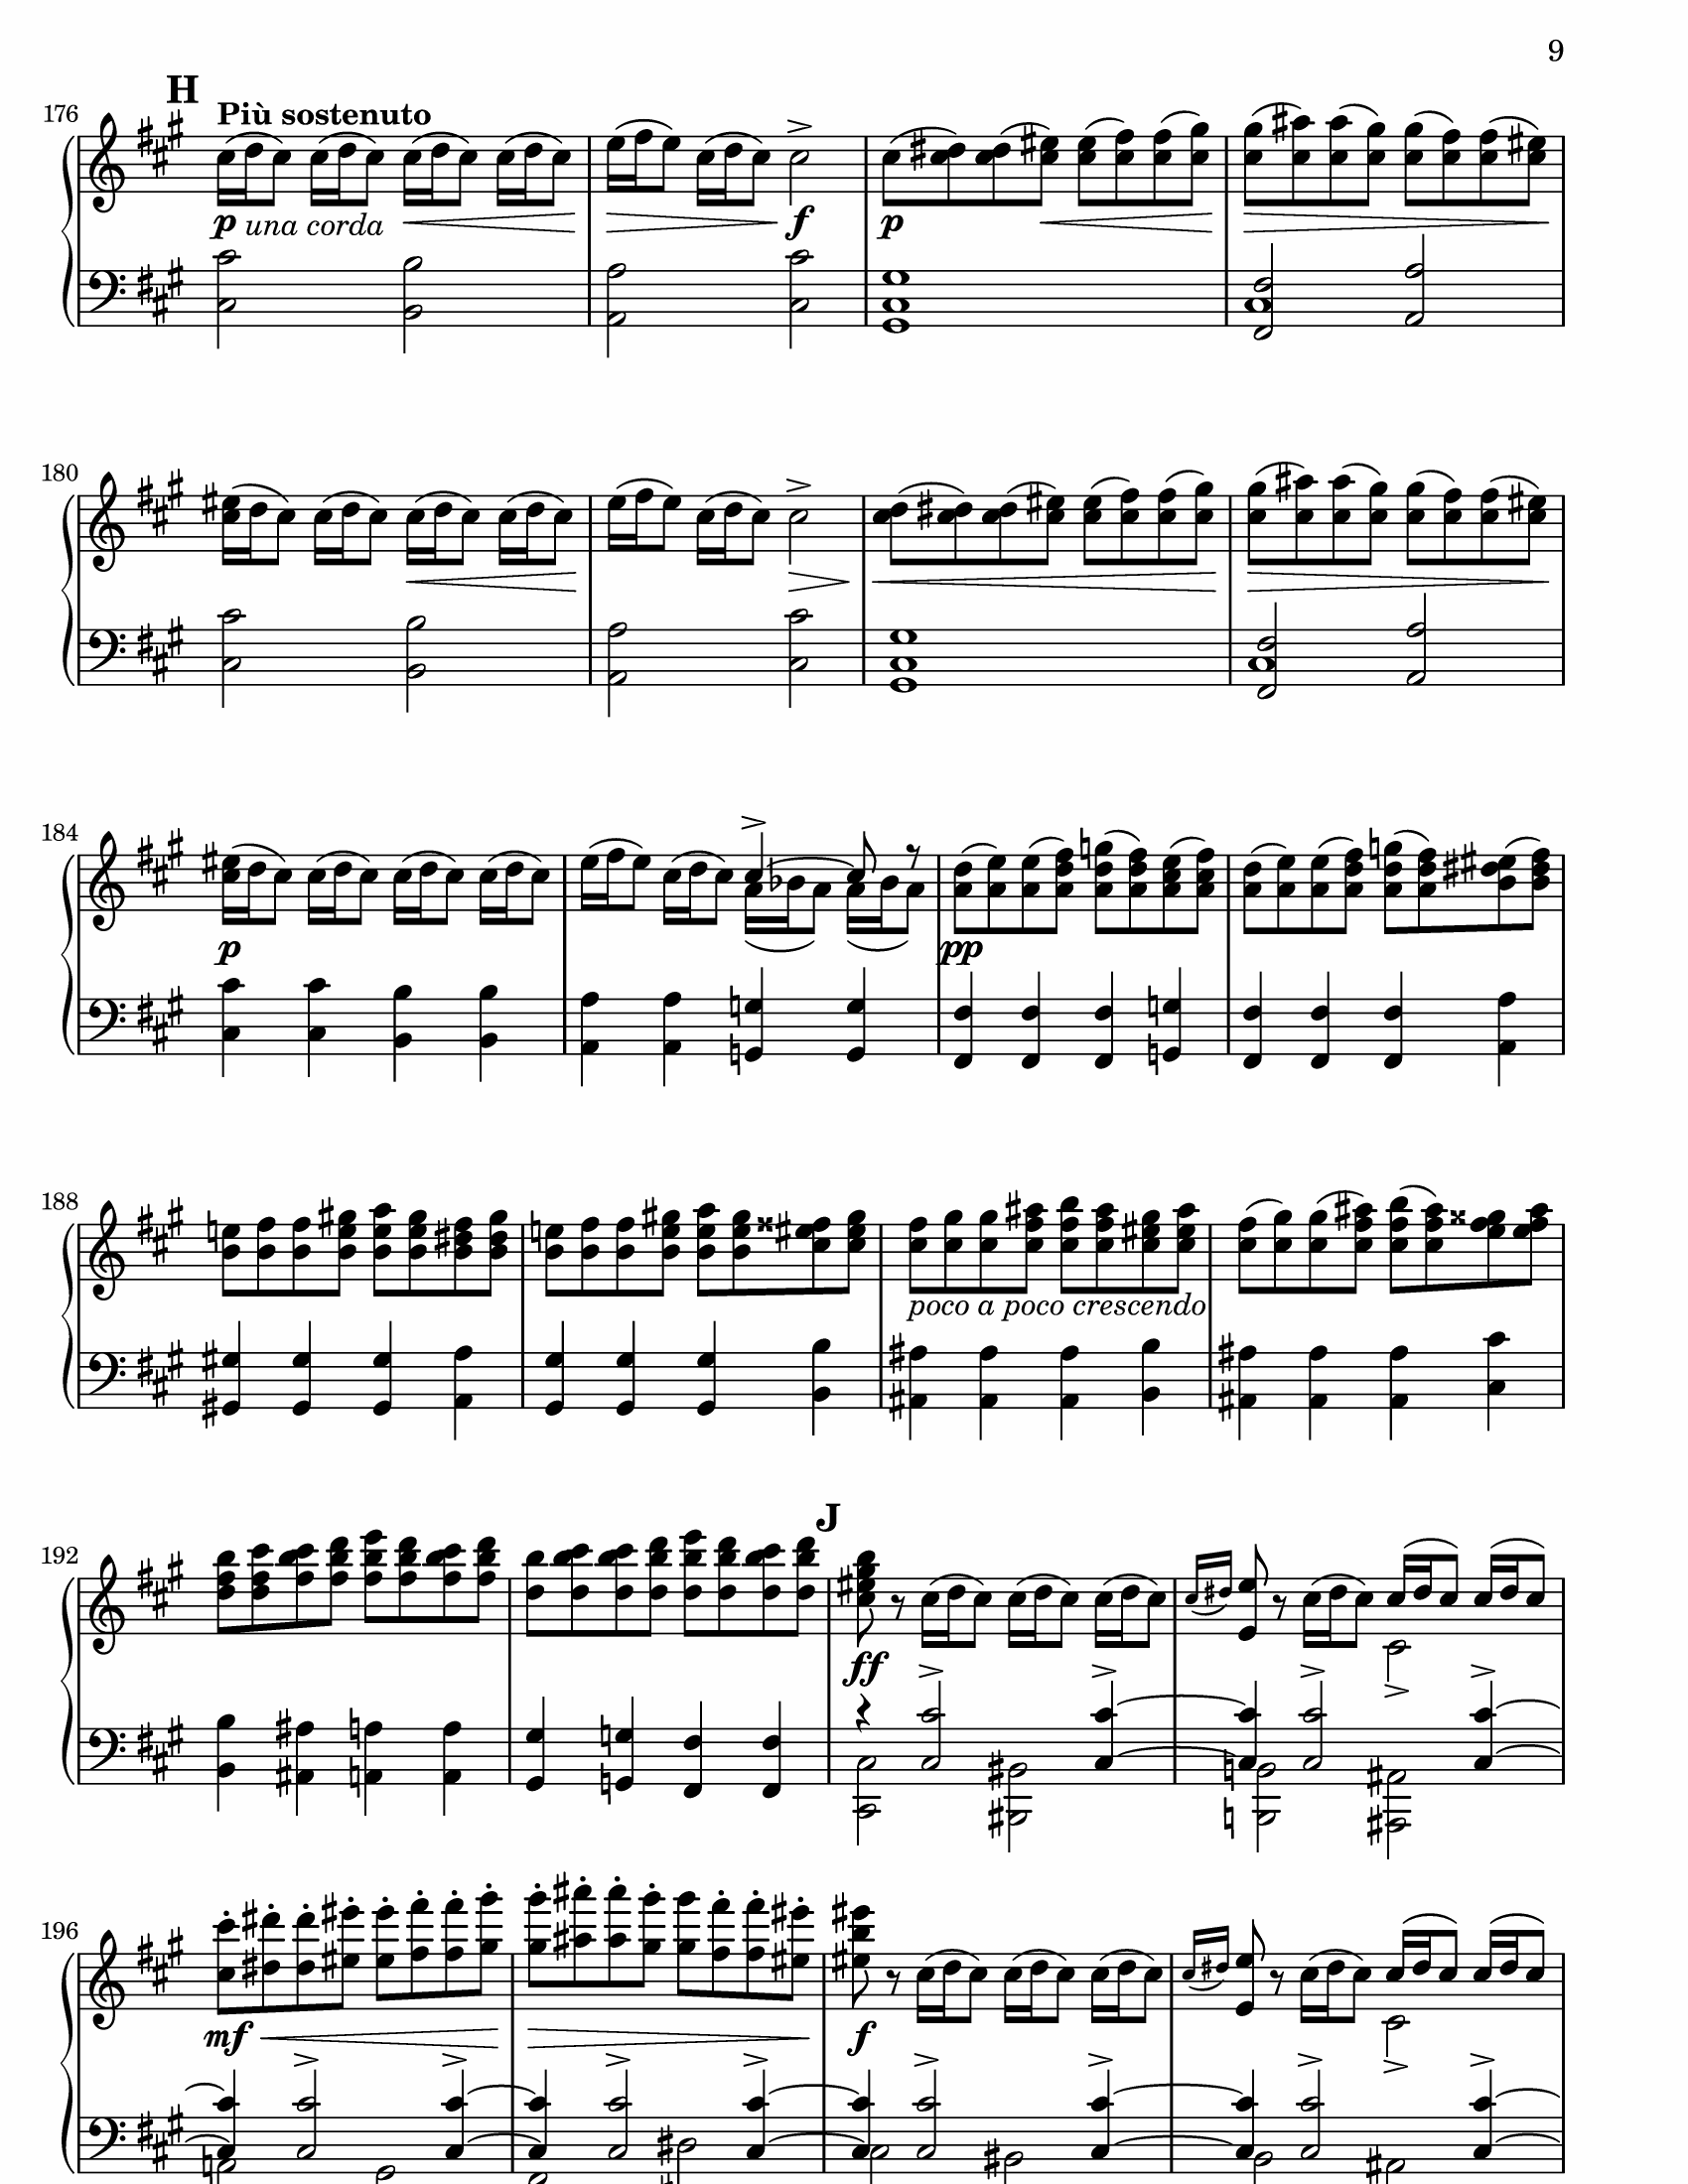 9
H
176
Più sostenuto
p una corda
f
p
180
184
p
pp
188
poco a poco crescendo
192
J
ff
196
mf
f